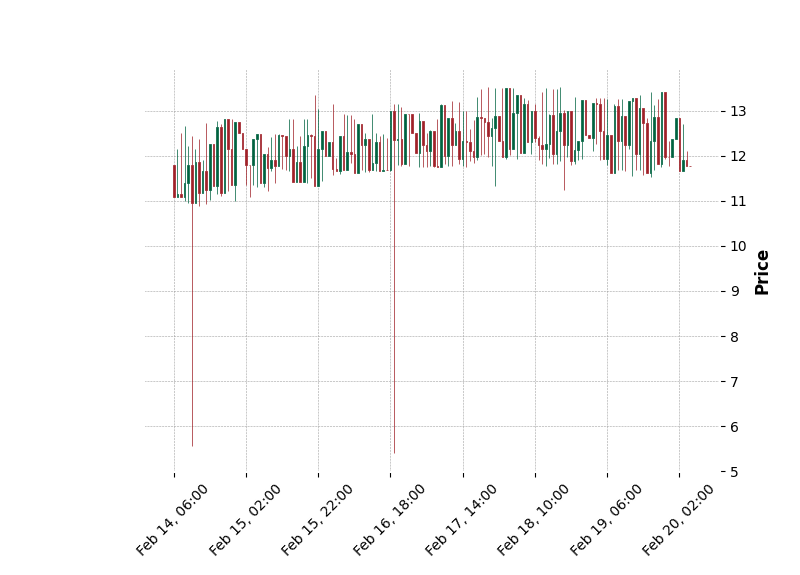 13
12
11
10
9
8
7
6
5
Price
Feb 14, 06:00
Feb 15, 02:00
Feb 15, 22:00
Feb 16, 18:00
Feb 17, 14:00
Feb 18, 10:00
Feb 19, 06:00
Feb 20, 02:00